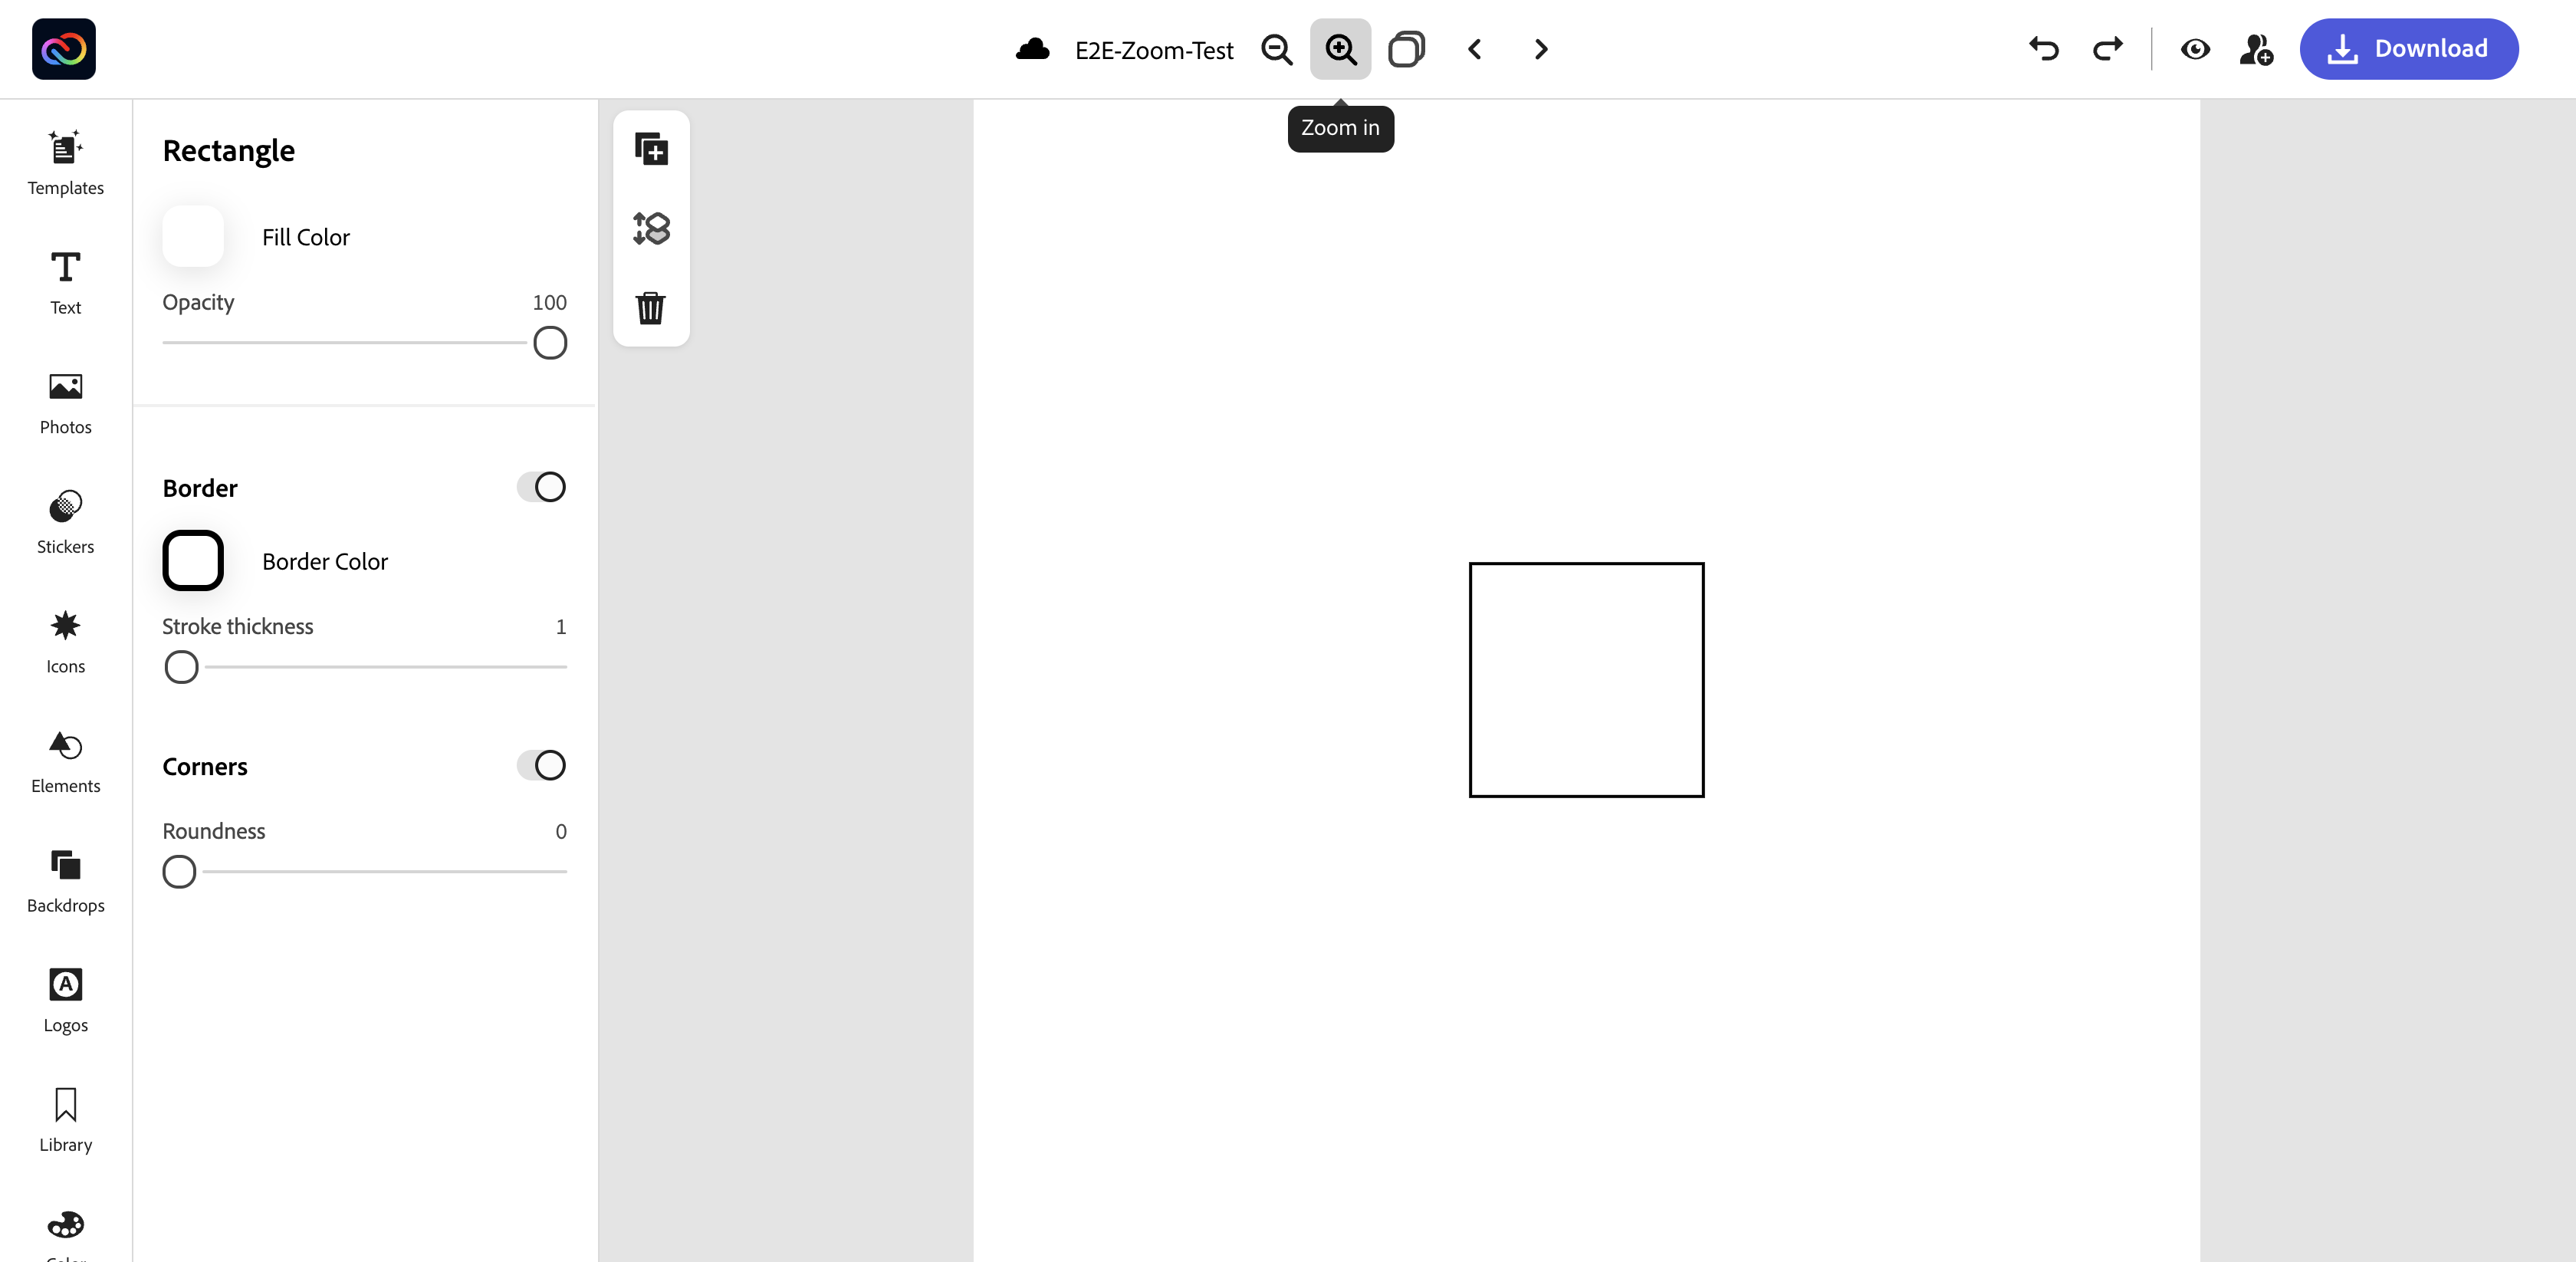 E2E-Zoom-Test
Download
Zoom in
Templates
Text
Photos
Stickers
Icons
Elements
Backdrops
A
Logos
Library
Rectangle
Fill Color
Opacity 100
Border
Border Color
Stroke thickness 1
Corners
Roundness 0